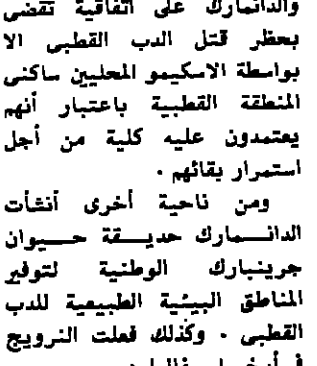 والدانمارك على اتفاقية تقضى
بحظر قتل الدب القطبى الا
بواسطة الاسكيمو المحليين ساكنى
المنطقة القطبية باعتبار أنهم
يعتمدون عليه كلية من أجل
استمرار بقائهم .
ومن ناحية أخرى أنشأت
الدانمارك حديقة حيوان
جرينبارك الوطنية لتوفير
المناطق البيئية الطبيعية للدب
القطبى . وكذلك فعلت النرويج